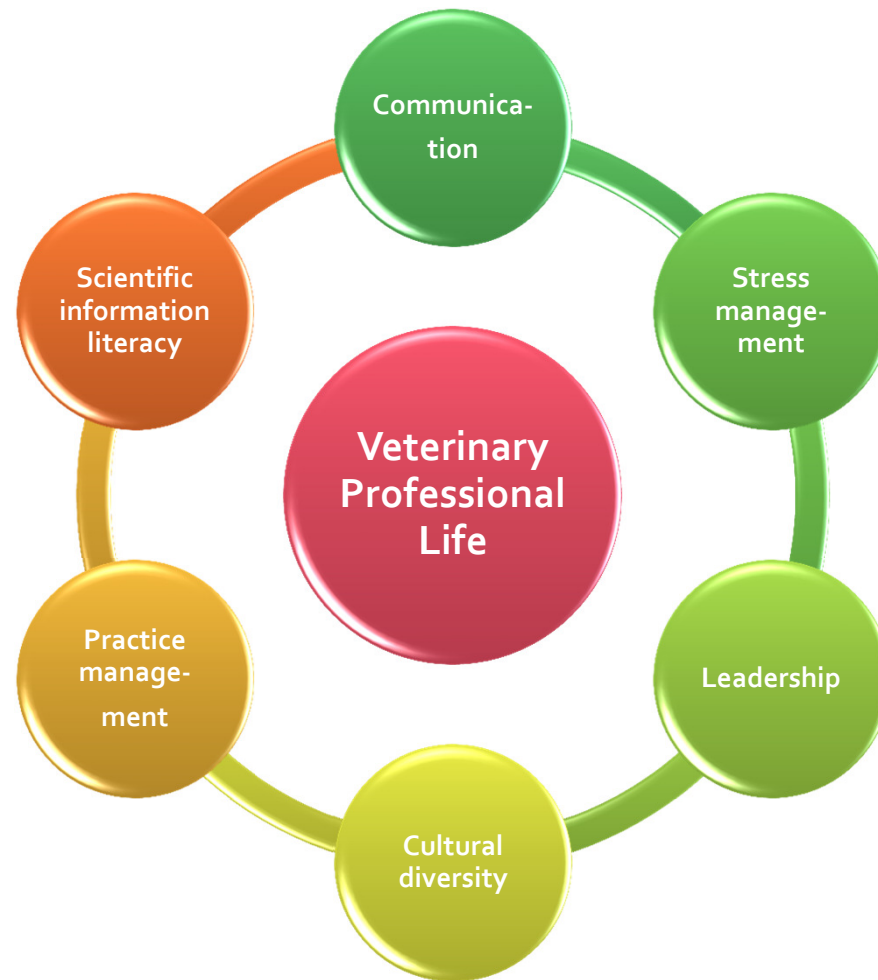 Communica-
tion
Stress
manage-
ment
Leadership
Cultural
diversity
Practice
manage-
ment
Scientific
information
literacy
Veterinary
Professional
Life